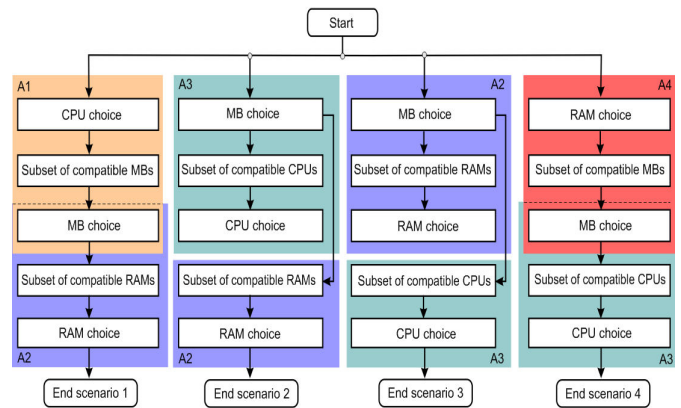 Start
A1
CPU choice
Subset of compatible MBs
MB choice
Subset of compatible RAMs
RAM choice
A2
End scenario 1
A3
MB choice
Subset of compatible CPUs
CPU choice
Subset of compatible RAMs
RAM choice
A2
End scenario 2
A2
MB choice
Subset of compatible RAMs
RAM choice
Subset of compatible CPUs
CPU choice
A3
End scenario 3
A4
RAM choice
Subset of compatible MBs
MB choice
Subset of compatible CPUs
CPU choice
A3
End scenario 4